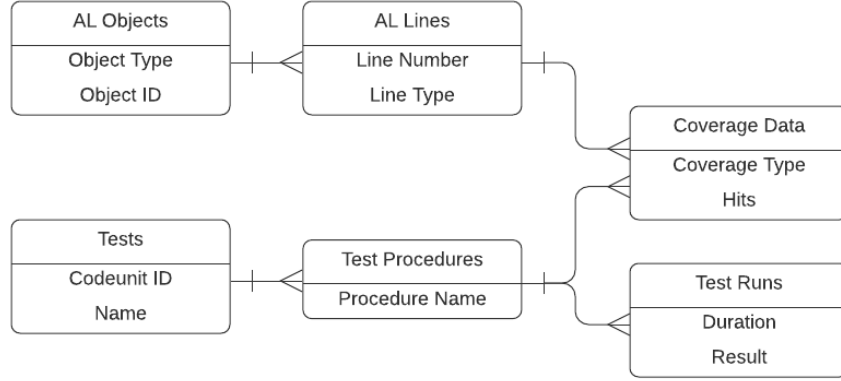 AL Objects
Object Type
Object ID
AL Lines
Line Number
Line Type
Coverage Data
Coverage Type
Hits
Tests
Codeunit ID
Name
Test Procedures
Procedure Name
Test Runs
Duration
Result